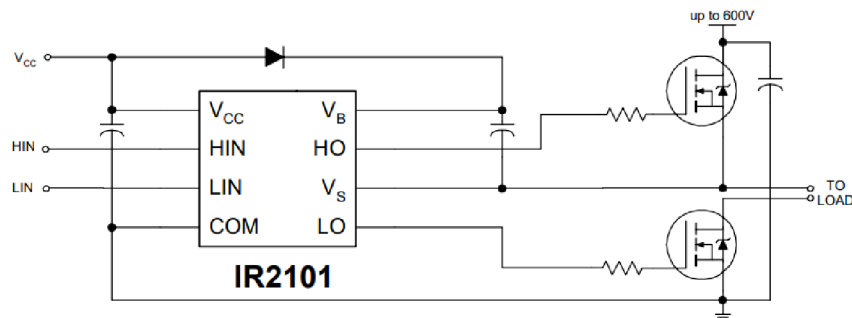 up to 600V
VCC
VCC
VB
HIN
HIN
HO
LIN
LIN
VS
TO
LOAD
COM
LO
IR2101